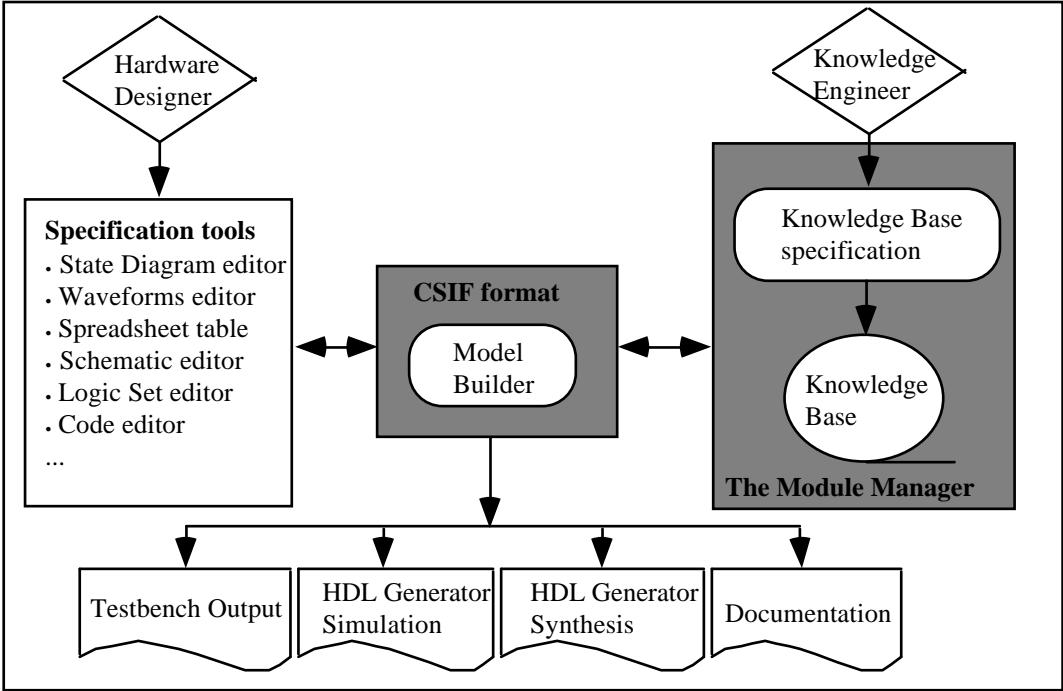 Hardware
Designer
Knowledge
Engineer
Specification tools
• State Diagram editor
• Waveforms editor
• Spreadsheet table
• Schematic editor
• Logic Set editor
• Code editor
...
CSIF format
Model
Builder
Knowledge Base
specification
Knowledge
Base
The Module Manager
Testbench Output
HDL Generator
Simulation
HDL Generator
Synthesis
Documentation